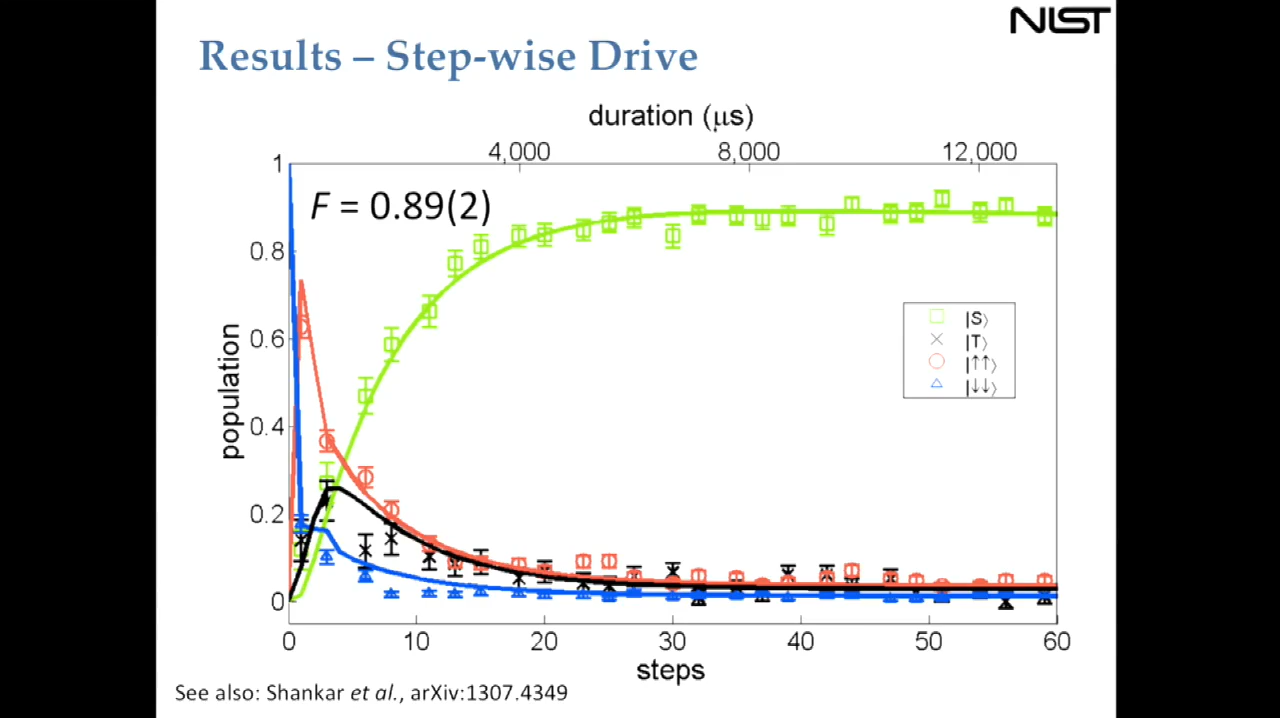 NIST
Results – Step-wise Drive
duration (μs)
4,000 8,000 12,000
1
F = 0.89(2)
0.8
0.6
0.4
0.2
0
population
|S⟩
|T⟩
|↑↑⟩
|↓↓⟩
0 10 20 30 40 50 60
steps
See also: Shankar et al., arXiv:1307.4349